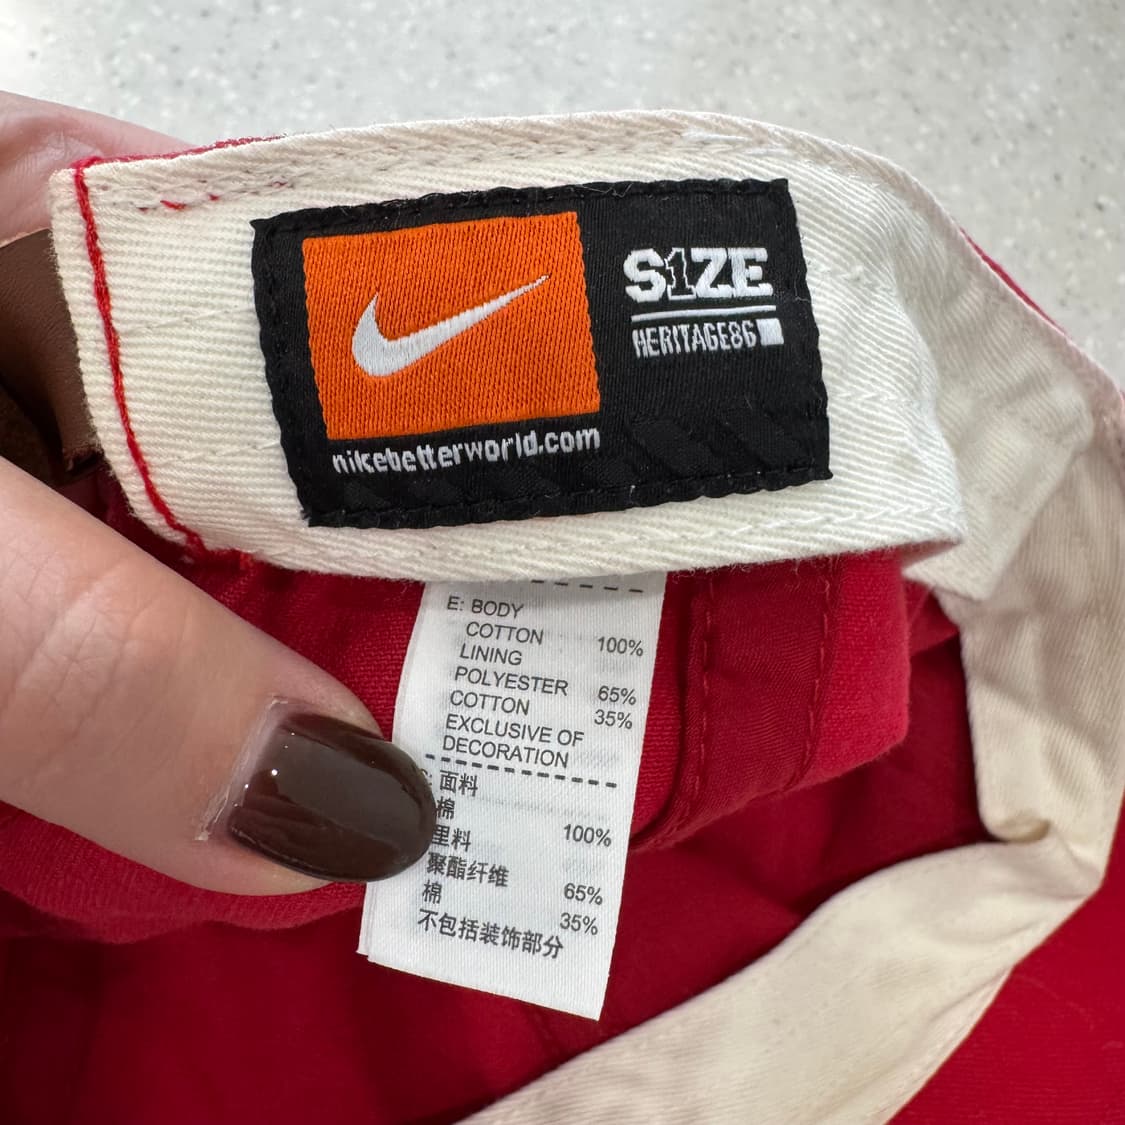 S1ZE
HERITAGE86
nikebetterworld.com
E: BODY
COTTON 100%
LINING
POLYESTER 65%
COTTON 35%
EXCLUSIVE OF
DECORATION
: 面料
棉 100%
里料
聚酯纤维 65%
棉 35%
不包括装饰部分